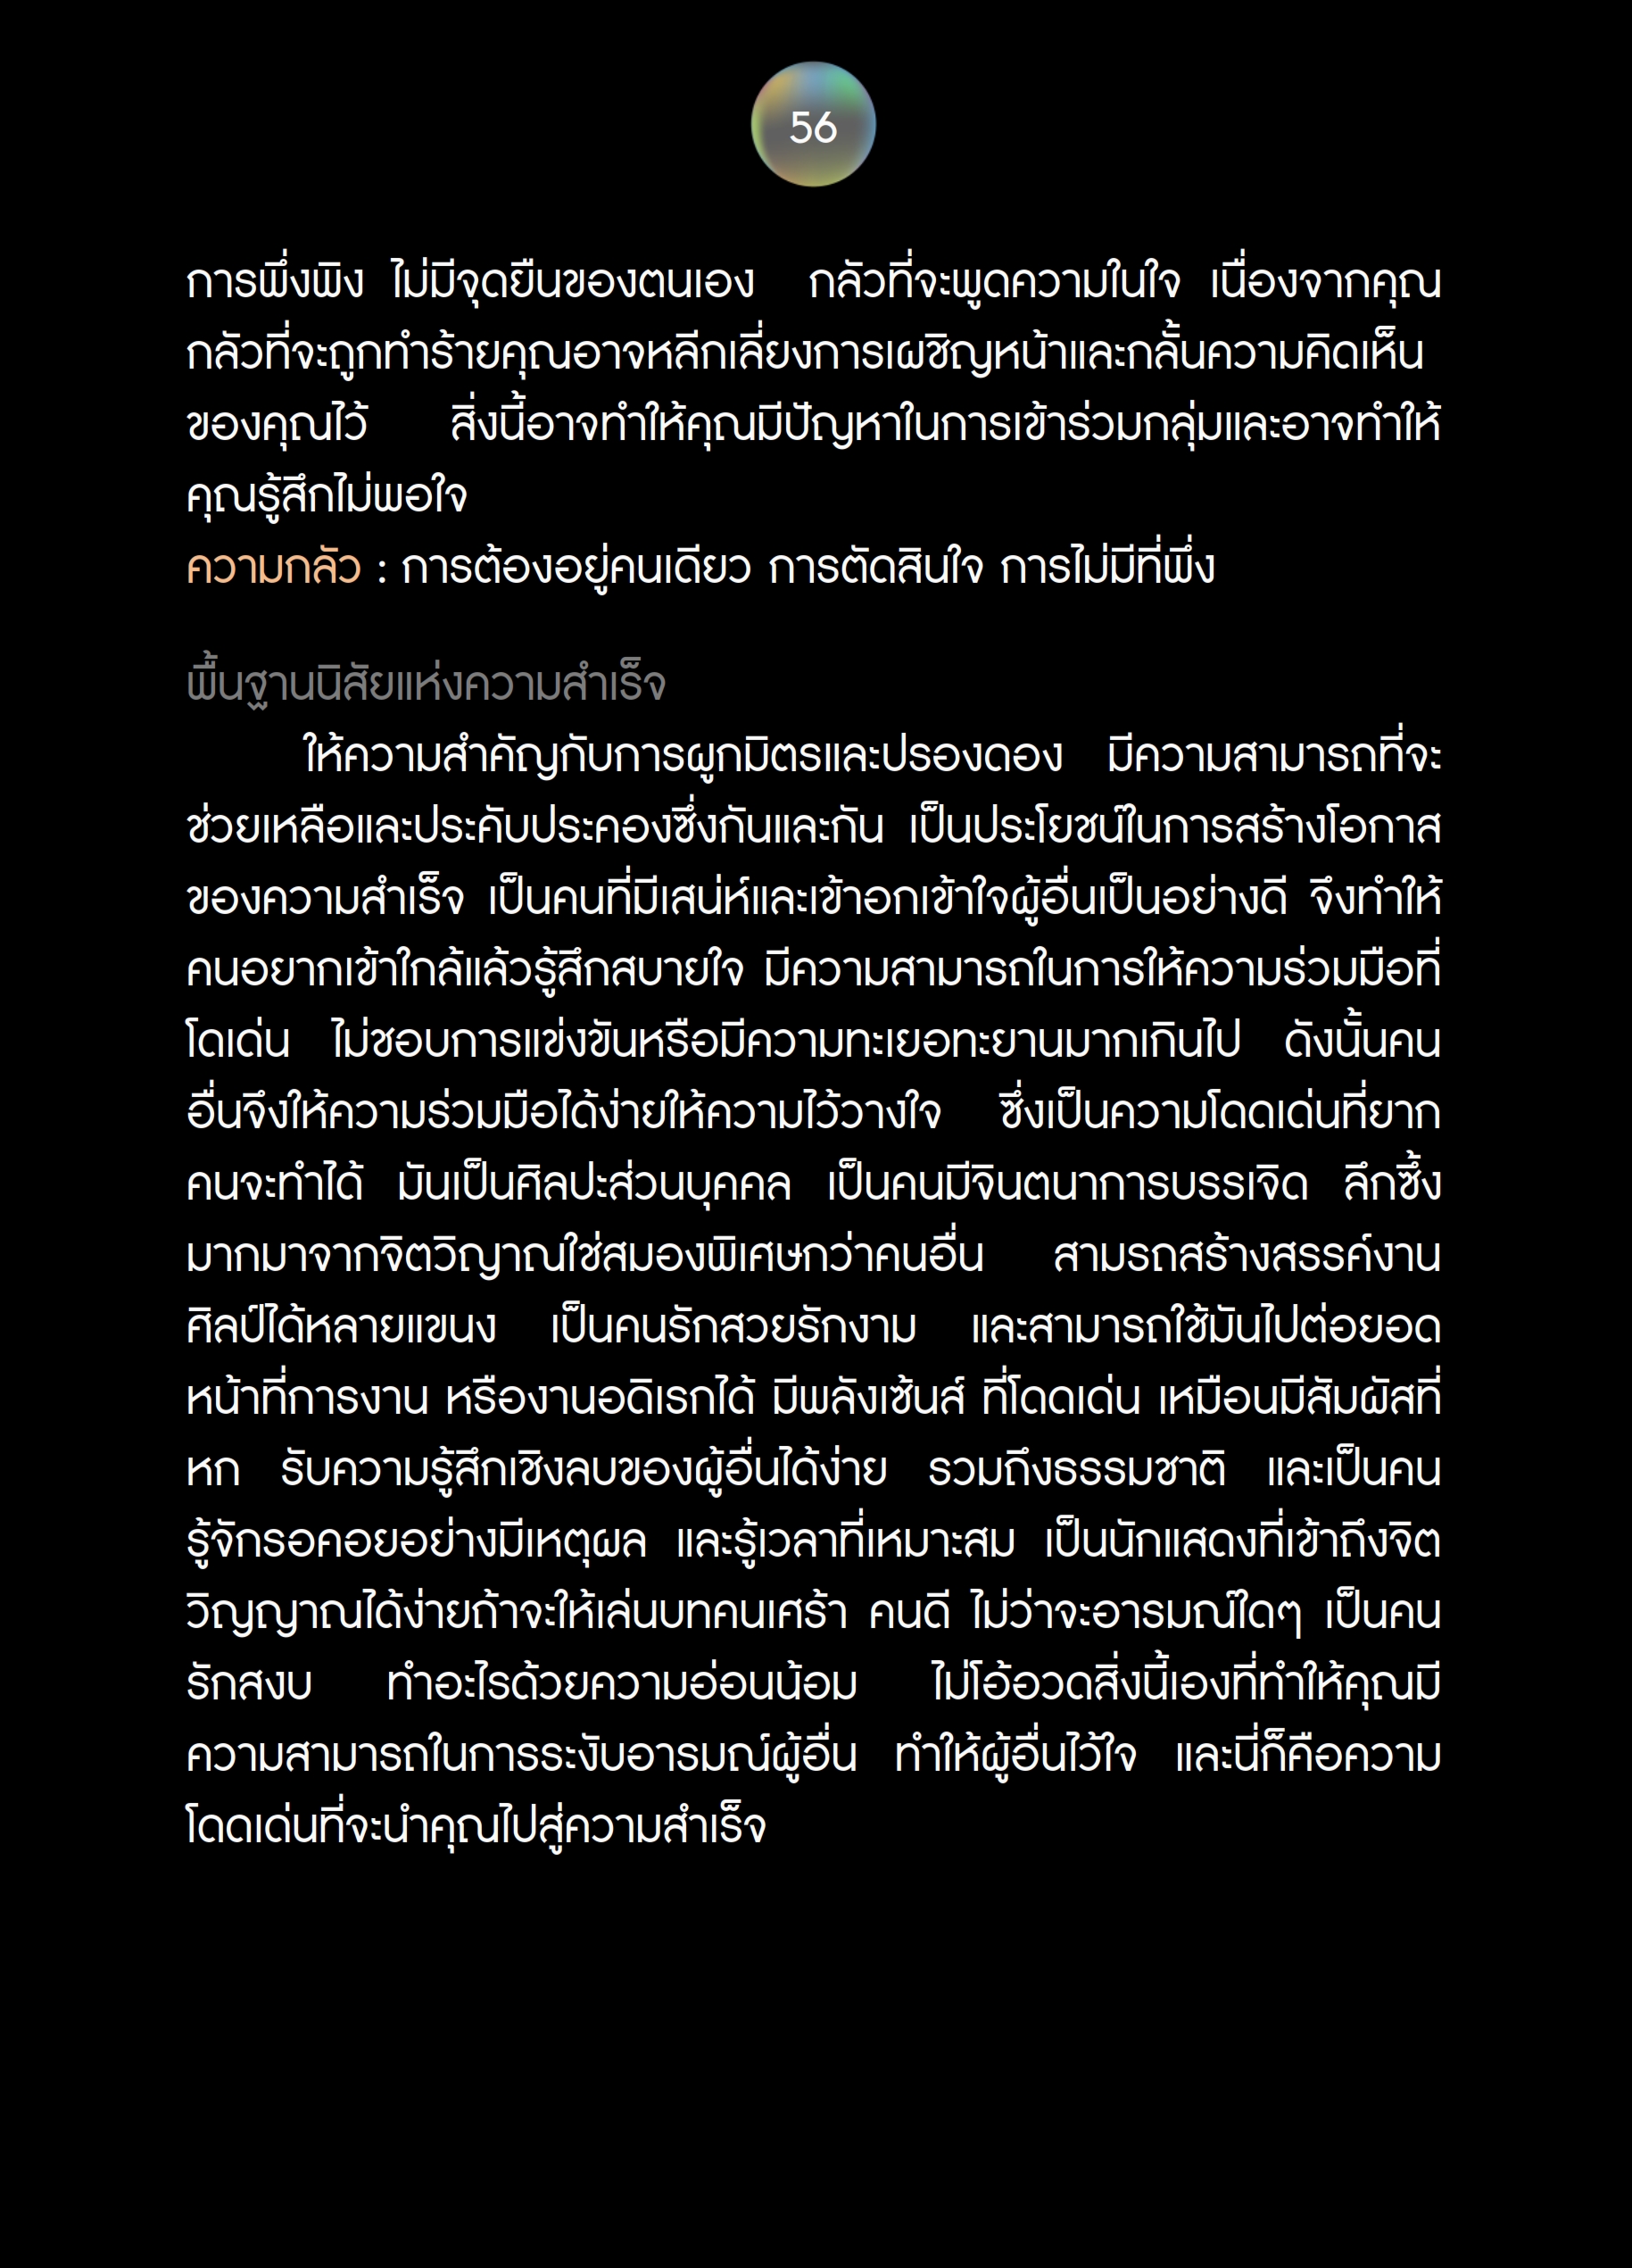 56
การพึ่งพิง ไม่มีจุดยืนของตนเอง กลัวที่จะพูดความในใจ เนื่องจากคุณ
กลัวที่จะถูกทำร้ายคุณอาจหลีกเลี่ยงการเผชิญหน้าและกลั้นความคิดเห็น
ของคุณไว้ สิ่งนี้อาจทำให้คุณมีปัญหาในการเข้าร่วมกลุ่มและอาจทำให้
คุณรู้สึกไม่พอใจ
ความกลัว : การต้องอยู่คนเดียว การตัดสินใจ การไม่มีที่พึ่ง
พื้นฐานนิสัยแห่งความสำเร็จ
ให้ความสำคัญกับการผูกมิตรและปรองดอง มีความสามารถที่จะ
ช่วยเหลือและประคับประคองซึ่งกันและกัน เป็นประโยชน์ในการสร้างโอกาส
ของความสำเร็จ เป็นคนที่มีเสน่ห์และเข้าอกเข้าใจผู้อื่นเป็นอย่างดี จึงทำให้
คนอยากเข้าใกล้แล้วรู้สึกสบายใจ มีความสามารถในการให้ความร่วมมือที่
โดเด่น ไม่ชอบการแข่งขันหรือมีความทะเยอทะยานมากเกินไป ดังนั้นคน
อื่นจึงให้ความร่วมมือได้ง่ายให้ความไว้วางใจ ซึ่งเป็นความโดดเด่นที่ยาก
คนจะทำได้ มันเป็นศิลปะส่วนบุคคล เป็นคนมีจินตนาการบรรเจิด ลึกซึ้ง
มากมาจากจิตวิญาณใช่สมองพิเศษกว่าคนอื่น สามรถสร้างสรรค์งาน
ศิลป์ได้หลายแขนง เป็นคนรักสวยรักงาม และสามารถใช้มันไปต่อยอด
หน้าที่การงาน หรืองานอดิเรกได้ มีพลังเซ้นส์ ที่โดดเด่น เหมือนมีสัมผัสที่
หก รับความรู้สึกเชิงลบของผู้อื่นได้ง่าย รวมถึงธรรมชาติ และเป็นคน
รู้จักรอคอยอย่างมีเหตุผล และรู้เวลาที่เหมาะสม เป็นนักแสดงที่เข้าถึงจิต
วิญญาณได้ง่ายถ้าจะให้เล่นบทคนเศร้า คนดี ไม่ว่าจะอารมณ์ใดๆ เป็นคน
รักสงบ ทำอะไรด้วยความอ่อนน้อม ไม่โอ้อวดสิ่งนี้เองที่ทำให้คุณมี
ความสามารถในการระงับอารมณ์ผู้อื่น ทำให้ผู้อื่นไว้ใจ และนี่ก็คือความ
โดดเด่นที่จะนำคุณไปสู่ความสำเร็จ